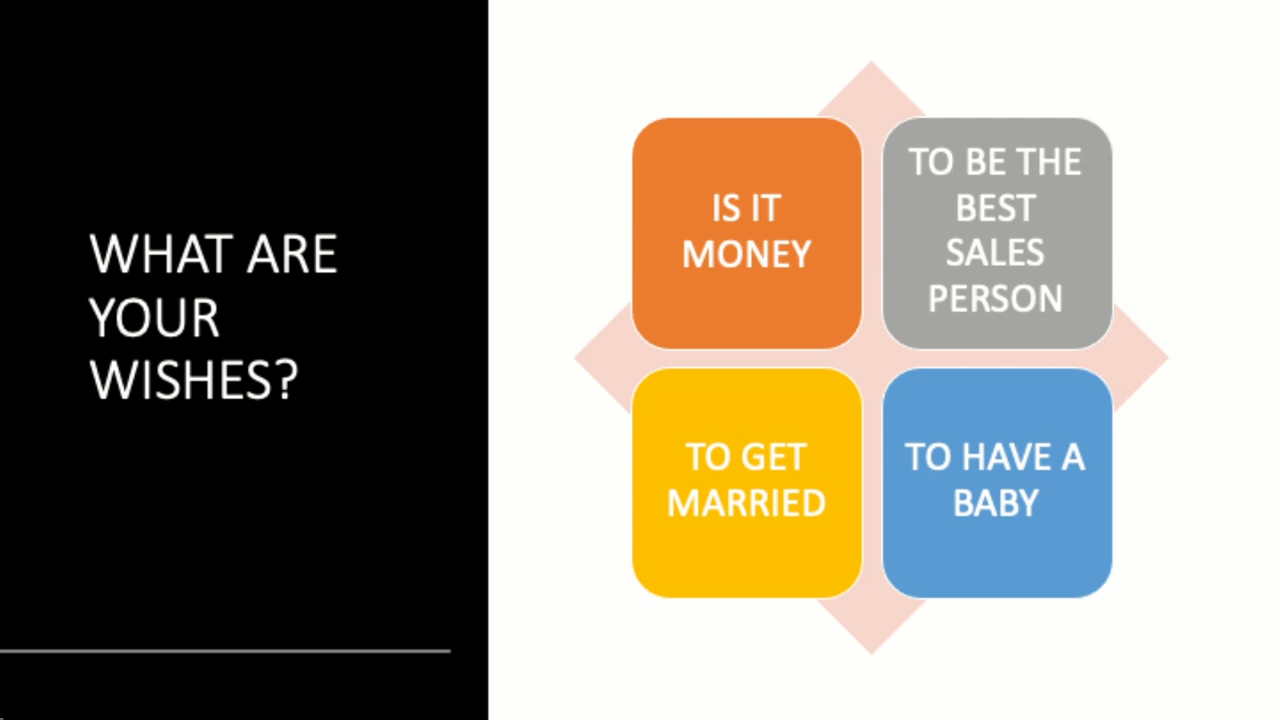 WHAT ARE
YOUR
WISHES?
IS IT
MONEY
TO BE THE
BEST
SALES
PERSON
TO GET
MARRIED
TO HAVE A
BABY